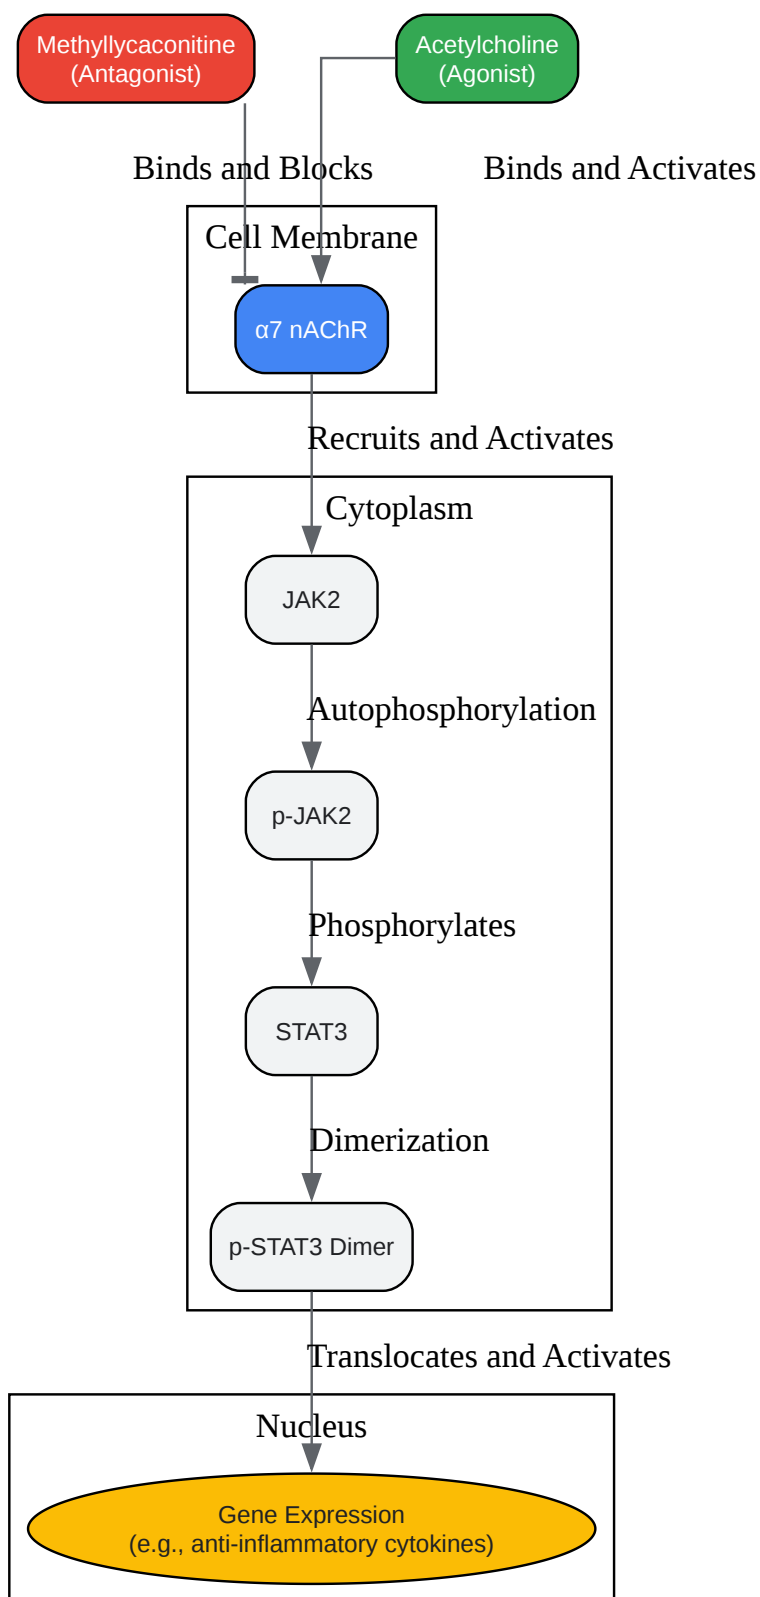 Methyllycaconitine
(Antagonist)
Acetylcholine
(Agonist)
Binds and Blocks
Binds and Activates
Cell Membrane
α7 nAChR
Recruits and Activates
Cytoplasm
JAK2
Autophosphorylation
p-JAK2
Phosphorylates
STAT3
Dimerization
p-STAT3 Dimer
Translocates and Activates
Nucleus
Gene Expression
(e.g., anti-inflammatory cytokines)